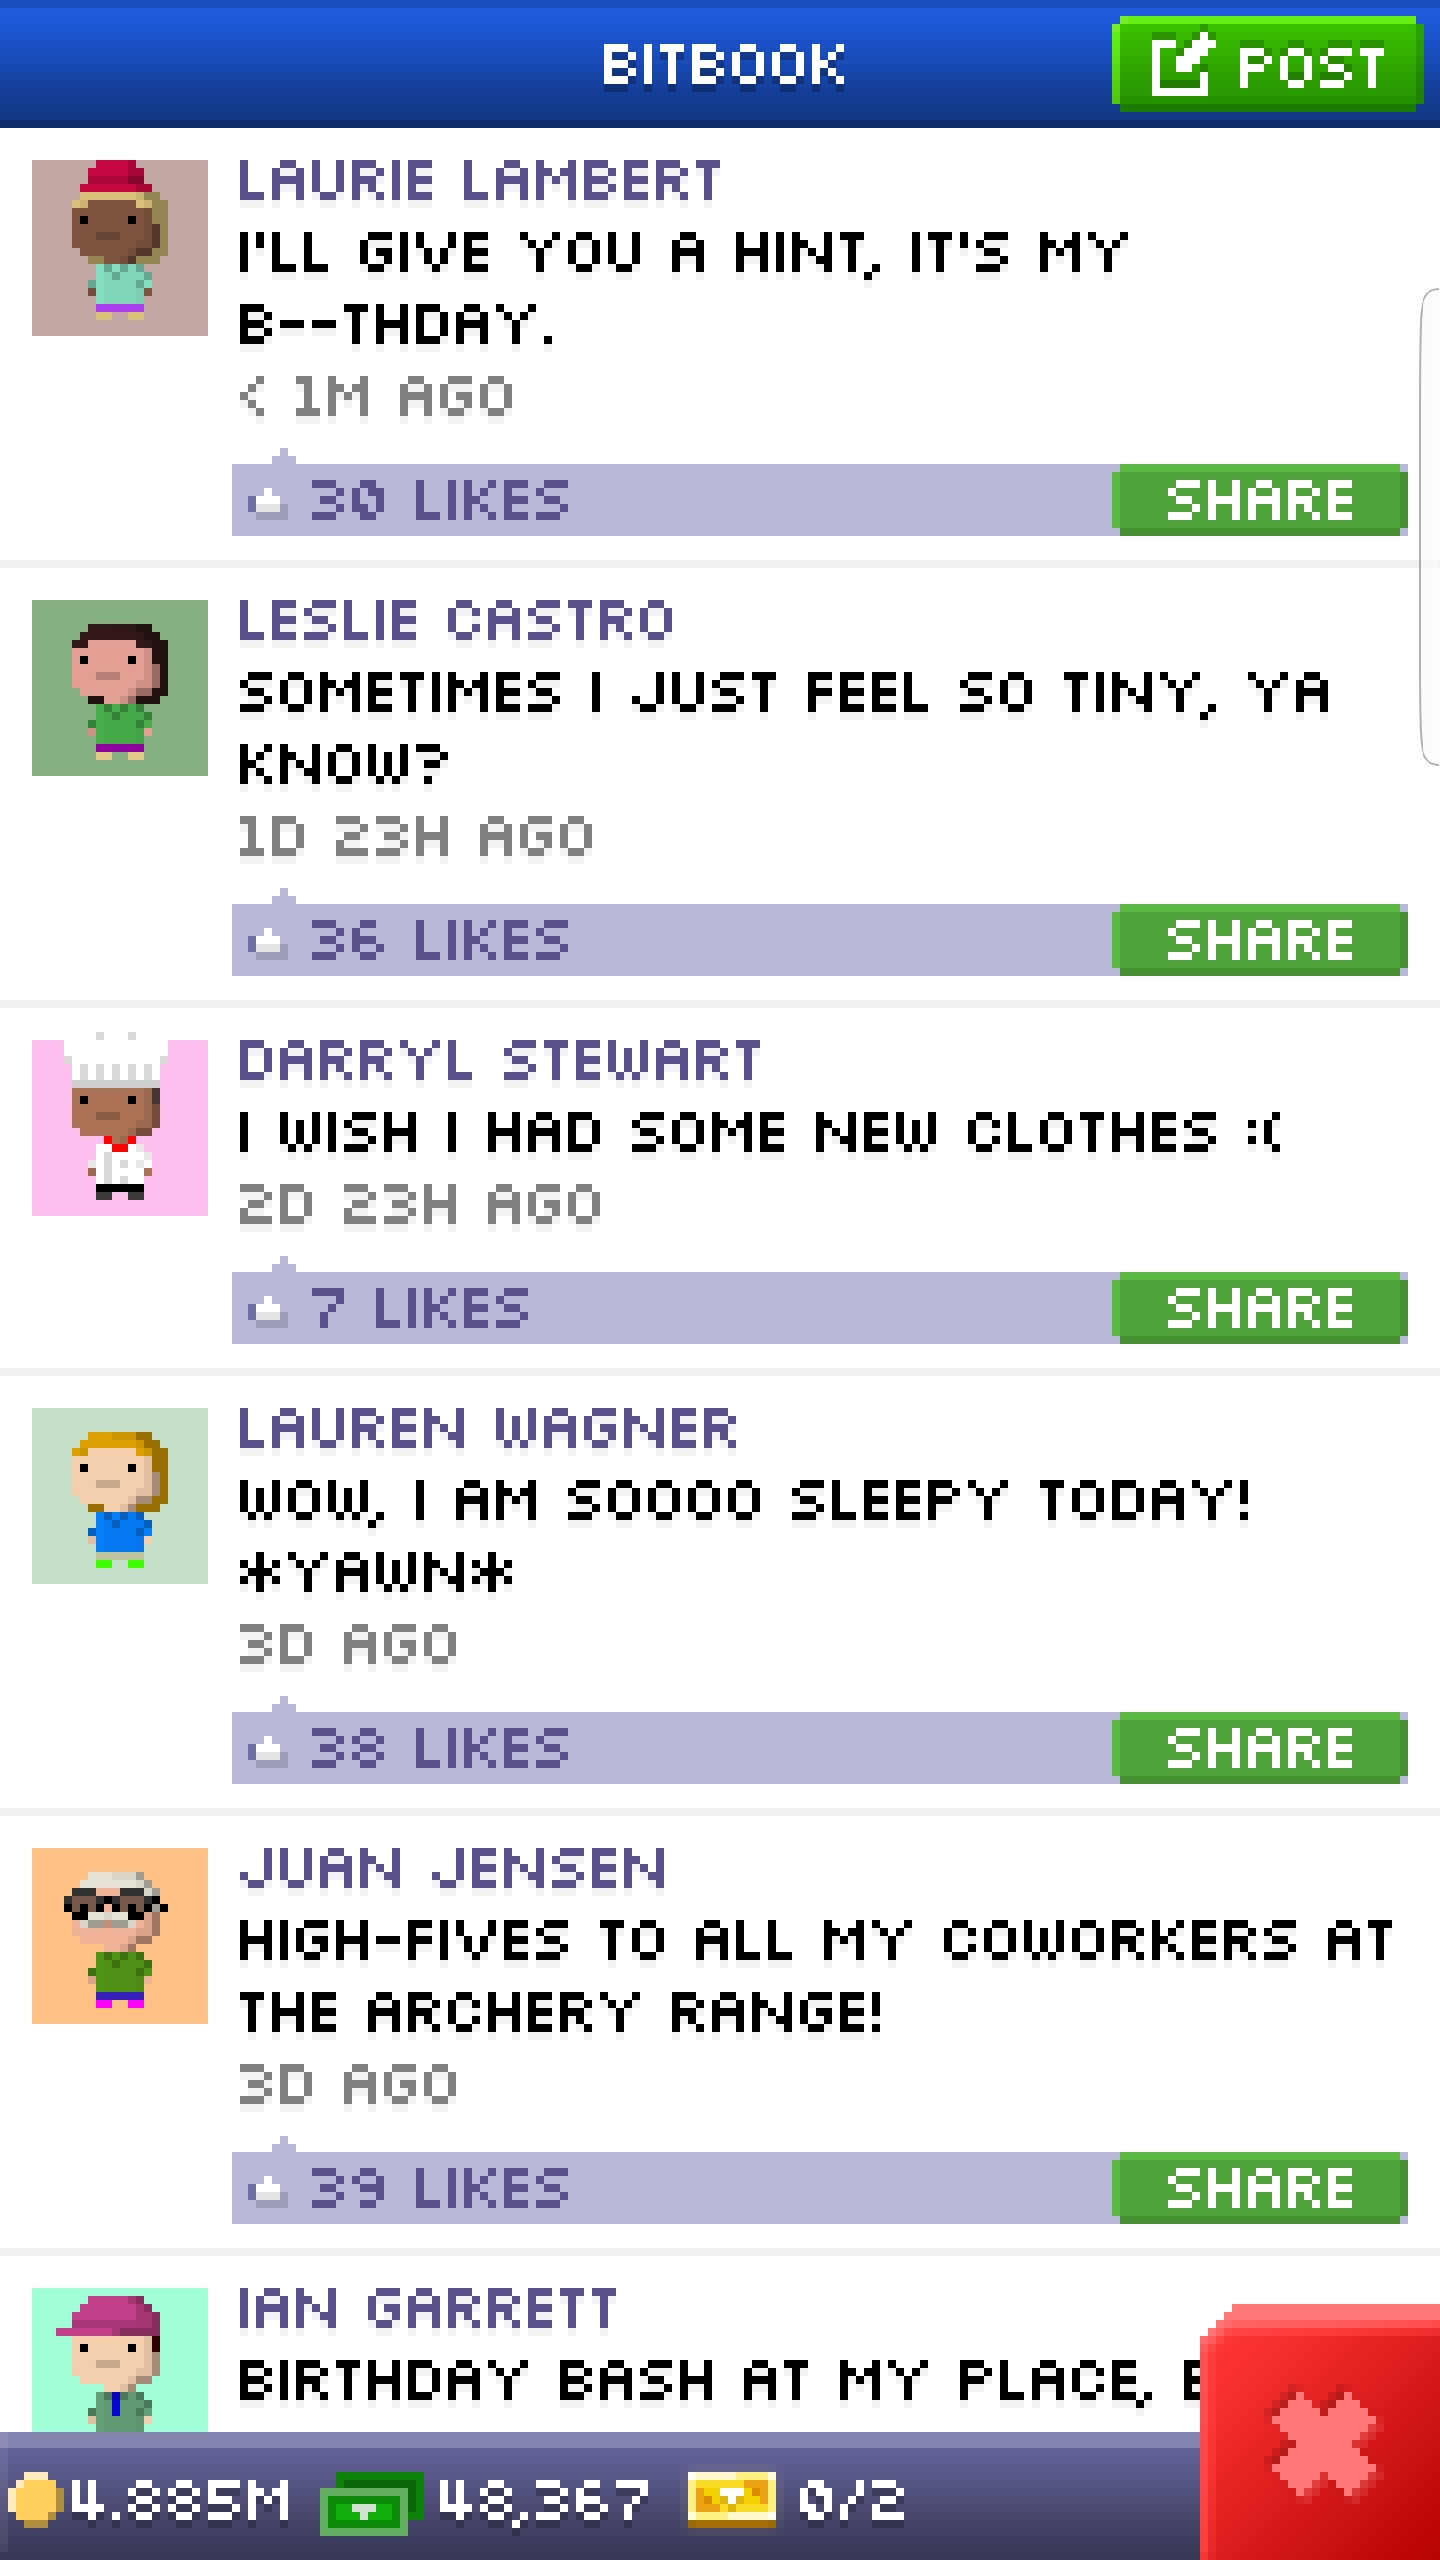 BITBOOK
POST
LAURIE LAMBERT
I'LL GIVE YOU A HINT, IT'S MY
B--THDAY.
< 1M AGO
30 LIKES
SHARE
LESLIE CASTRO
SOMETIMES I JUST FEEL SO TINY, YA
KNOW?
1D 23H AGO
36 LIKES
SHARE
DARRYL STEWART
I WISH I HAD SOME NEW CLOTHES :(
2D 23H AGO
7 LIKES
SHARE
LAUREN WAGNER
WOW, I AM SOOOO SLEEPY TODAY!
*YAWN*
3D AGO
38 LIKES
SHARE
JUAN JENSEN
HIGH-FIVES TO ALL MY COWORKERS AT
THE ARCHERY RANGE!
3D AGO
39 LIKES
SHARE
IAN GARRETT
BIRTHDAY BASH AT MY PLACE,
4.885M 48,367 0/2